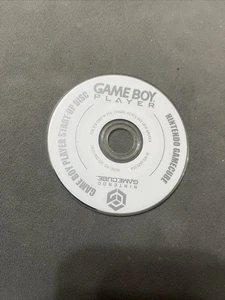 GAME BOY
PLAYER
GAME BOY PLAYER START-UP DISC
NINTENDO GAMECUBE
NINTENDO
GAMECUBE